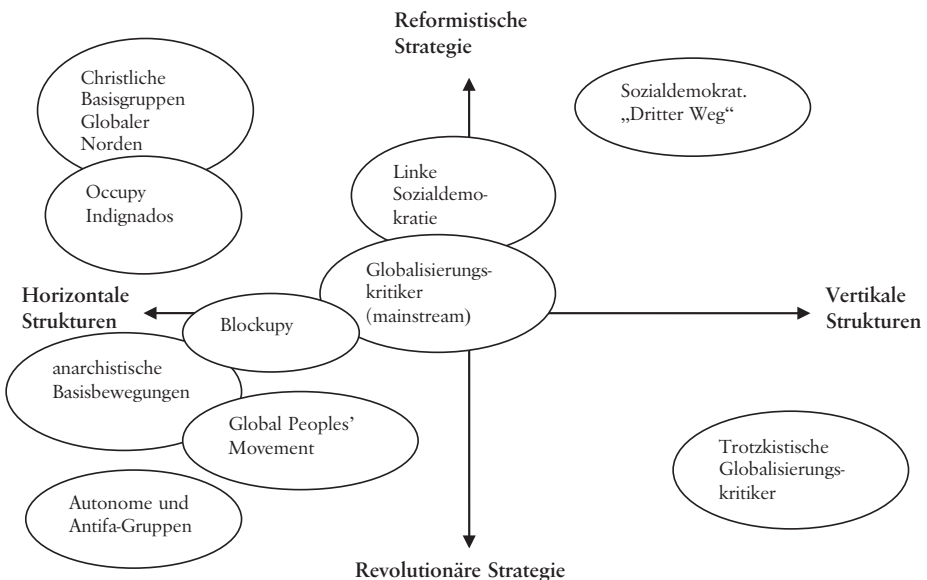 Reformistische
Strategie
Christliche
Basisgruppen
Globaler
Norden
Sozialdemokrat.
„Dritter Weg“
Occupy
Indignados
Linke
Sozialdemo-
kratie
Globalisierungs-
kritiker
(mainstream)
Horizontale
Strukturen
Blockupy
Vertikale
Strukturen
anarchistische
Basisbewegungen
Global Peoples’
Movement
Trotzkistische
Globalisierungs-
kritiker
Autonome und
Antifa-Gruppen
Revolutionäre Strategie